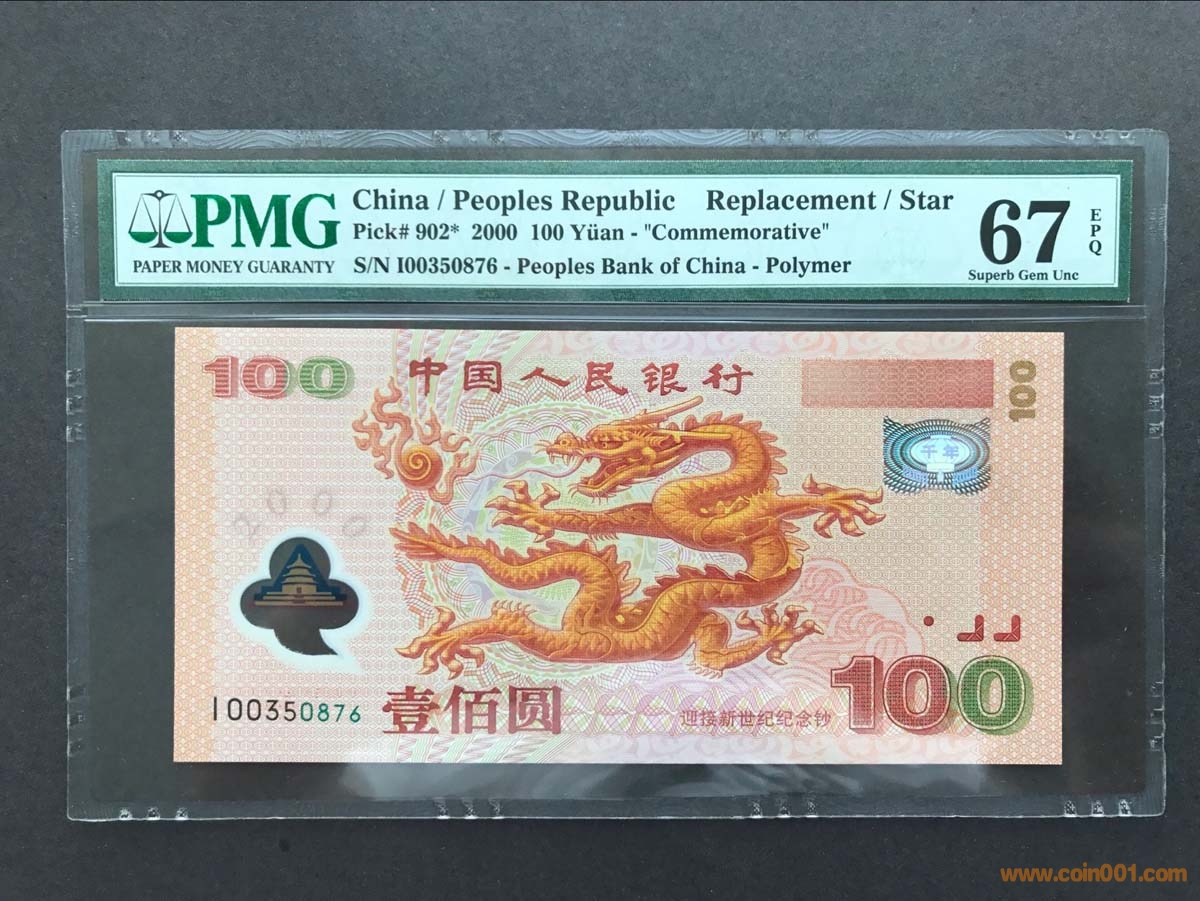 PMG
PAPER MONEY GUARANTY
China / Peoples Republic Replacement / Star
Pick# 902* 2000 100 Yüan - "Commemorative"
S/N I00350876 - Peoples Bank of China - Polymer
67
EPQ
Superb Gem Unc
100
中国人民银行
100
千年
2000
I00350876
壹佰圆
迎接新世纪纪念钞
100
www.coin001.com